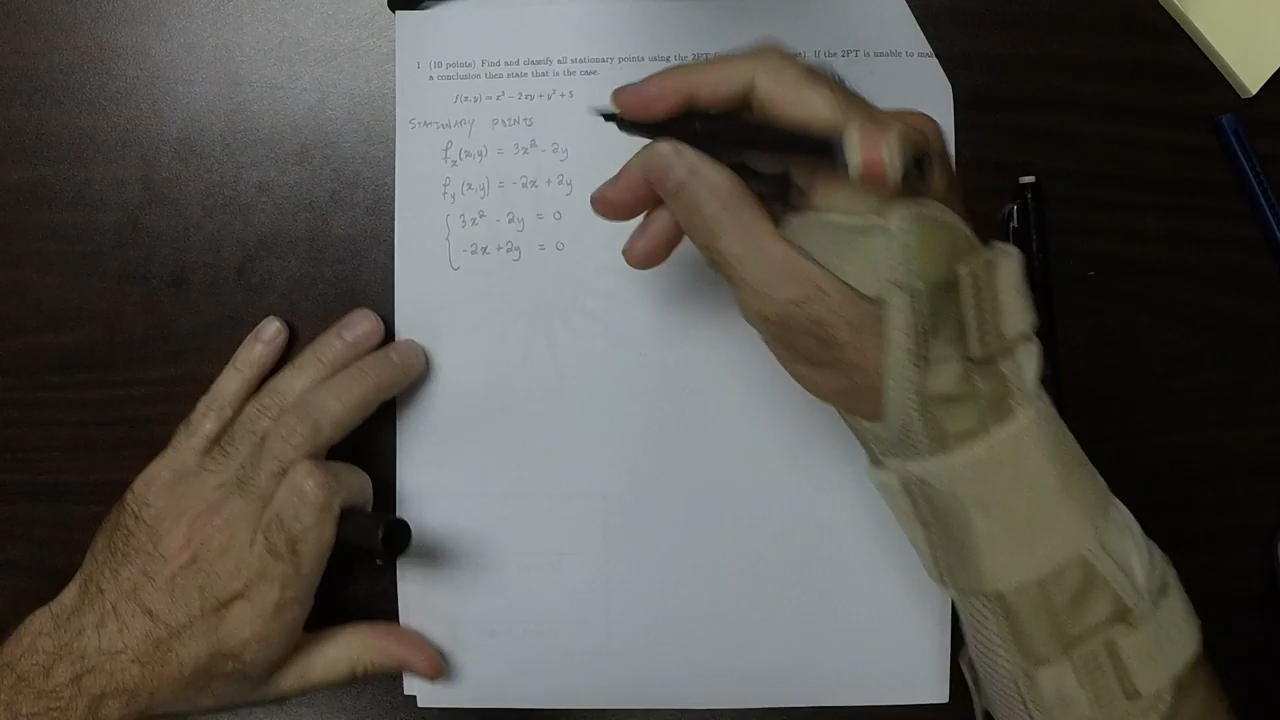 1. (10 points) Find and classify all stationary points using the 2PT If the 2PT is unable to
a conclusion then state that is the case.
f(x, y) = x³ − 2xy + y² + 5
STATIONARY POINTS
fₓ(x,y) = 3x² - 2y
f_y(x,y) = -2x + 2y
3x² - 2y = 0
-2x + 2y = 0